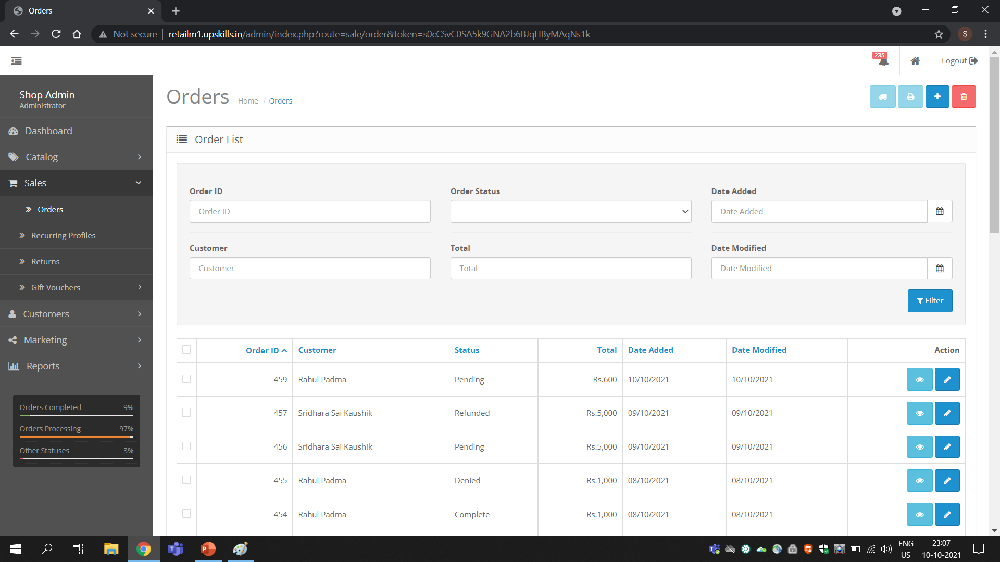 Orders
Not secure
retailm1.upskills.in/admin/index.php?route=sale/order&token=s0cCSvC0SA5k9GNA2b6BJqHByMAqNs1k
S
235
Logout
Shop Admin
Administrator
Dashboard
Catalog
Sales
Orders
Recurring Profiles
Returns
Gift Vouchers
Customers
Marketing
Reports
Orders Completed 9%
Orders Processing 97%
Other Statuses 3%
Orders Home / Orders
Order List
Order ID Order Status Date Added
Order ID Date Added
Customer Total Date Modified
Customer Total Date Modified
Filter
Order ID Customer Status Total Date Added Date Modified Action
459 Rahul Padma Pending Rs.600 10/10/2021 10/10/2021
457 Sridhara Sai Kaushik Refunded Rs.5,000 09/10/2021 09/10/2021
456 Sridhara Sai Kaushik Pending Rs.5,000 09/10/2021 09/10/2021
455 Rahul Padma Denied Rs.1,000 08/10/2021 08/10/2021
454 Rahul Padma Complete Rs.1,000 08/10/2021 08/10/2021
ENG 23:07
US 10-10-2021